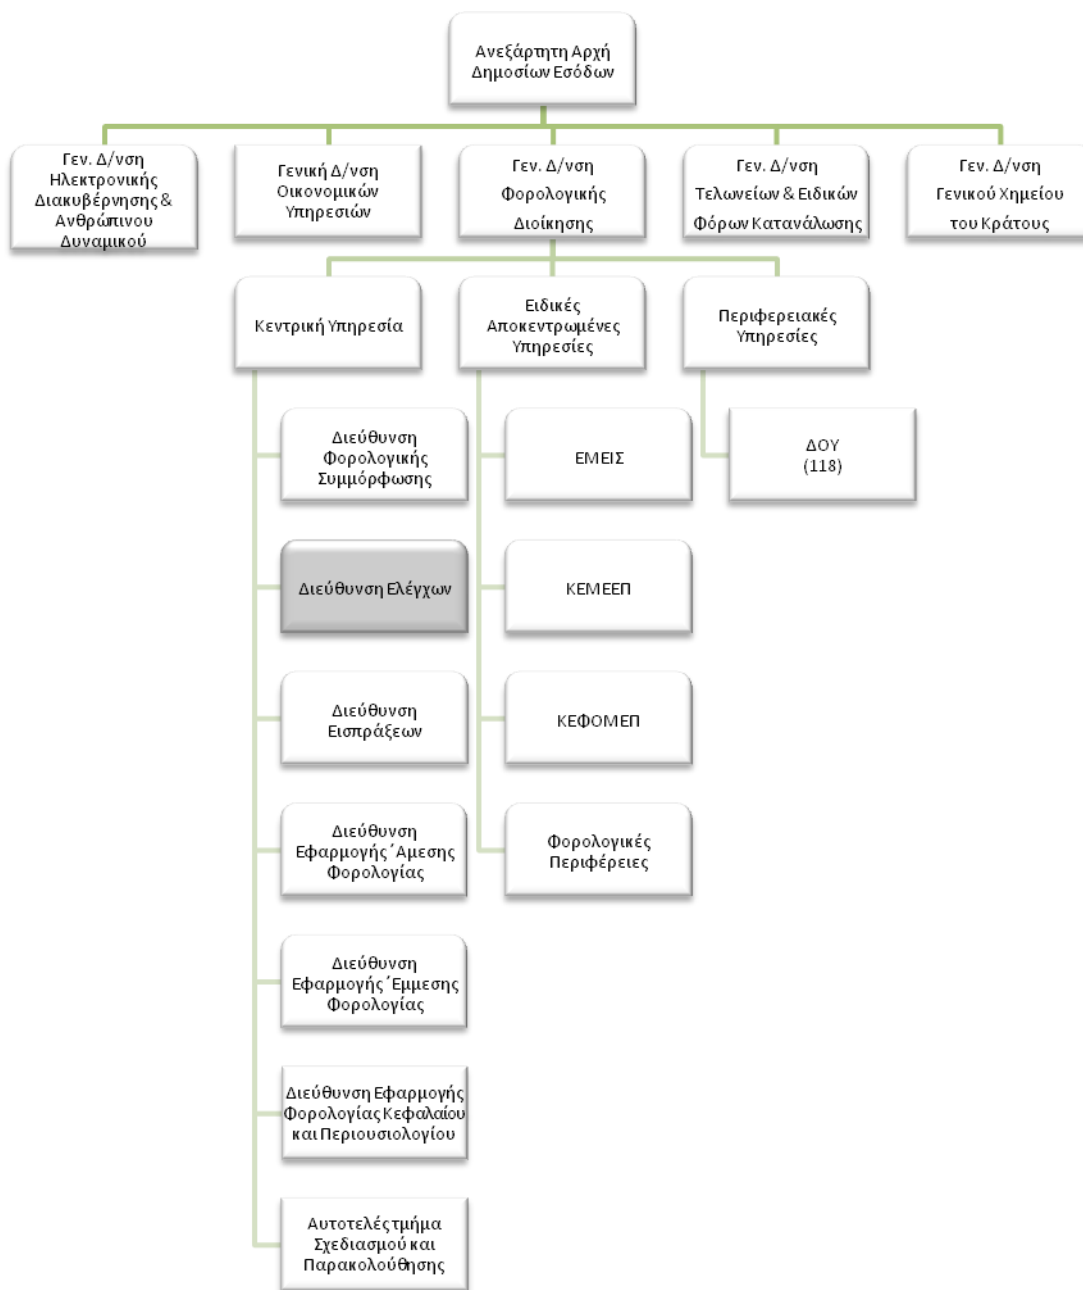 Ανεξάρτητη Αρχή
Δημοσίων Εσόδων
Γεν. Δ/νση
Ηλεκτρονικής
Διακυβέρνησης &
Ανθρώπινου
Δυναμικού
Γενική Δ/νση
Οικονομικών
Υπηρεσιών
Γεν. Δ/νση
Φορολογικής
Διοίκησης
Γεν. Δ/νση
Τελωνείων & Ειδικών
Φόρων Κατανάλωσης
Γεν. Δ/νση
Γενικού Χημείου
του Κράτους
Κεντρική Υπηρεσία
Ειδικές
Αποκεντρωμένες
Υπηρεσίες
Περιφερειακές
Υπηρεσίες
Διεύθυνση
Φορολογικής
Συμμόρφωσης
ΕΜΕΙΣ
ΔΟΥ
(118)
Διεύθυνση Ελέγχων
ΚΕΜΕΕΠ
Διεύθυνση
Εισπράξεων
ΚΕΦΟΜΕΠ
Διεύθυνση
Εφαρμογής ΄Αμεσης
Φορολογίας
Φορολογικές
Περιφέρειες
Διεύθυνση
Εφαρμογής ΄Εμμεσης
Φορολογίας
Διεύθυνση Εφαρμογής
Φορολογίας Κεφαλαίου
και Περιουσιολογίου
Αυτοτελές τμήμα
Σχεδιασμού και
Παρακολούθησης